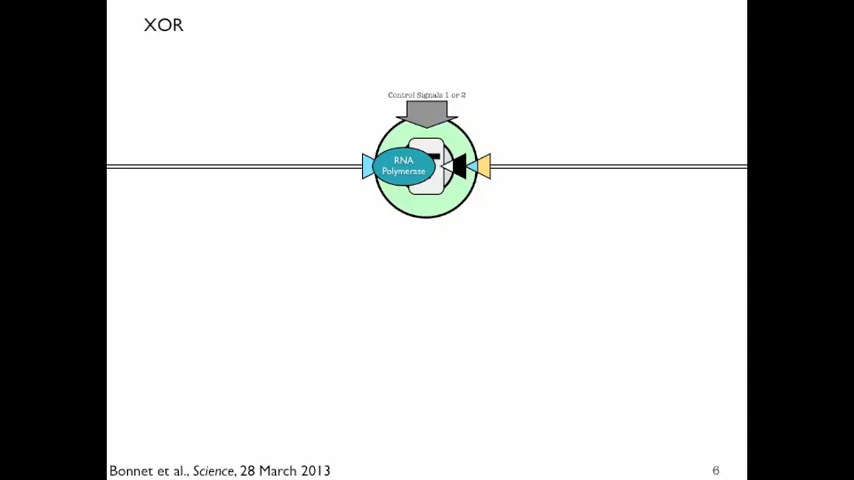 XOR
Control Signals 1 or 2
RNA
Polymerase
Bonnet et al., Science, 28 March 2013
6